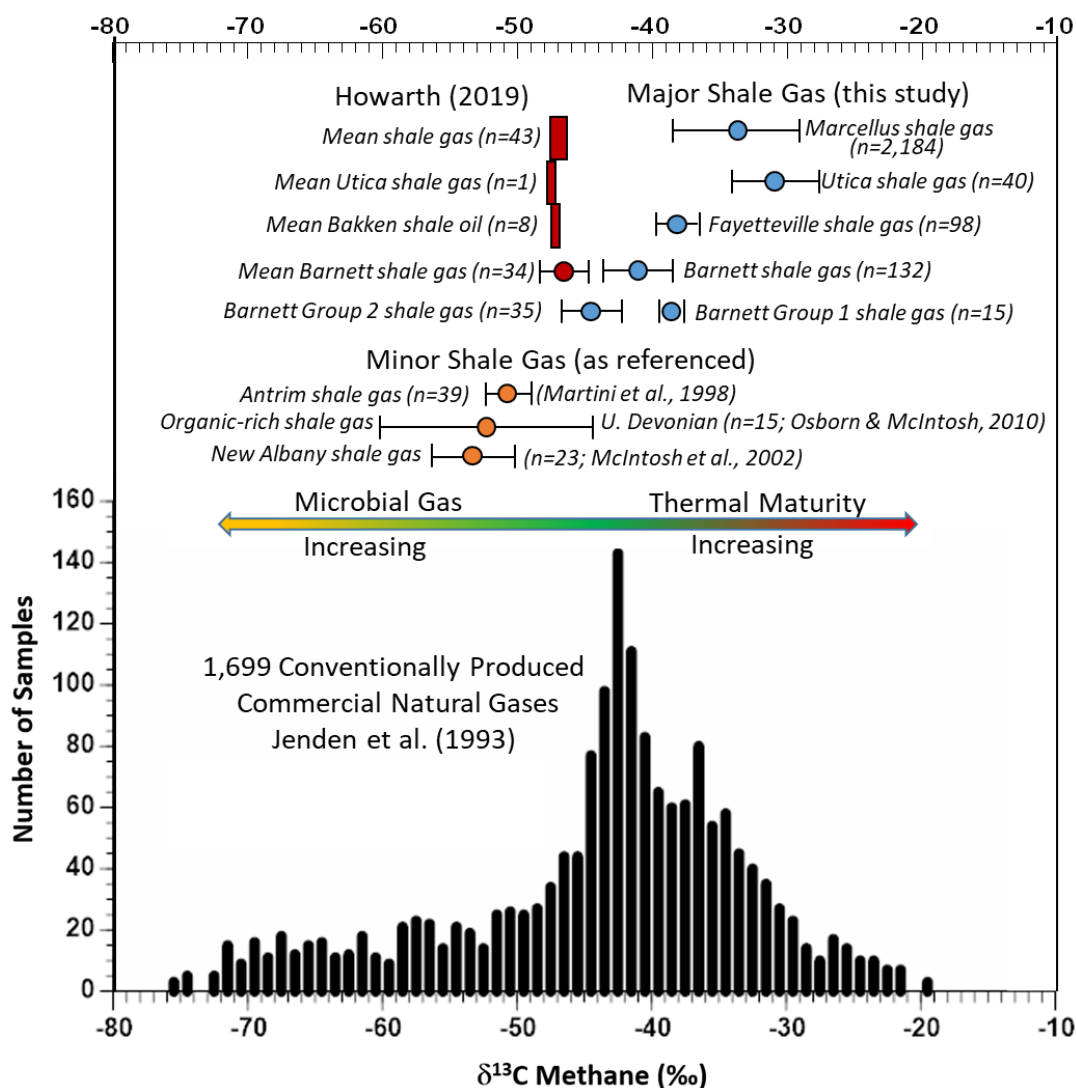 -80 -70 -60 -50 -40 -30 -20 -10
Howarth (2019)
Major Shale Gas (this study)
Mean shale gas (n=43)
Marcellus shale gas
(n=2,184)
Mean Utica shale gas (n=1)
Utica shale gas (n=40)
Mean Bakken shale oil (n=8)
Fayetteville shale gas (n=98)
Mean Barnett shale gas (n=34)
Barnett shale gas (n=132)
Barnett Group 2 shale gas (n=35)
Barnett Group 1 shale gas (n=15)
Minor Shale Gas (as referenced)
Antrim shale gas (n=39)
(Martini et al., 1998)
Organic-rich shale gas
U. Devonian (n=15; Osborn & McIntosh, 2010)
New Albany shale gas
(n=23; McIntosh et al., 2002)
Microbial Gas
Increasing
Thermal Maturity
Increasing
1,699 Conventionally Produced
Commercial Natural Gases
Jenden et al. (1993)
Number of Samples
160
140
120
100
80
60
40
20
0
-80 -70 -60 -50 -40 -30 -20 -10
δ¹³C Methane (‰)